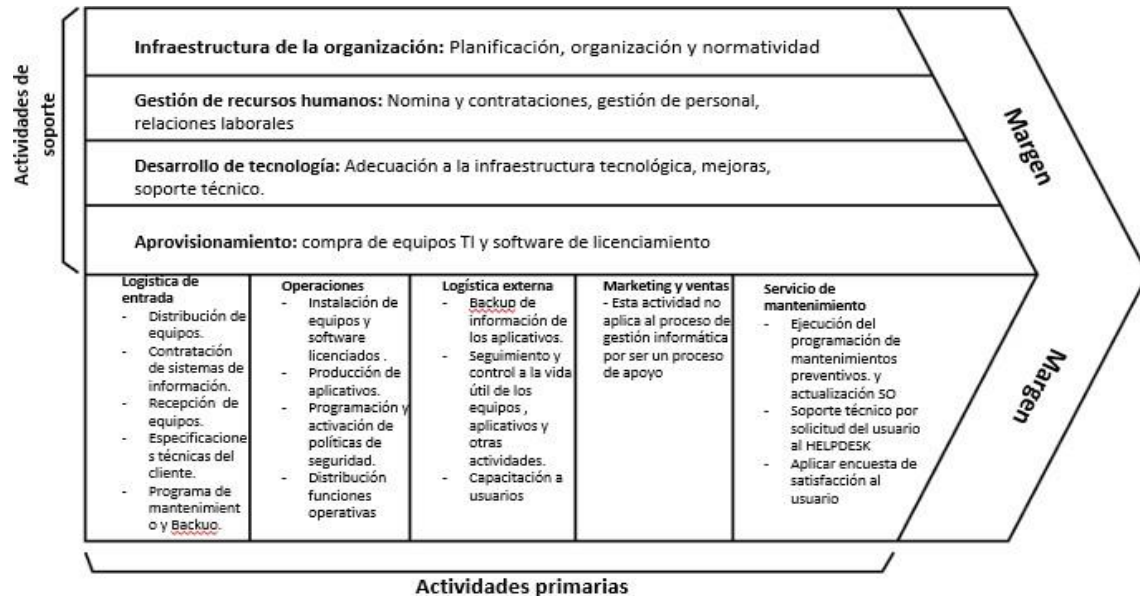 Actividades de
soporte
Infraestructura de la organización: Planificación, organización y normatividad
Gestión de recursos humanos: Nomina y contrataciones, gestión de personal,
relaciones laborales
Desarrollo de tecnología: Adecuación a la infraestructura tecnológica, mejoras,
soporte técnico.
Aprovisionamiento: compra de equipos TI y software de licenciamiento
Margen
Margen
Logística de
entrada
- Distribución de
equipos.
- Contratación
de sistemas de
información.
- Recepción de
equipos.
- Especificacione
s técnicas del
cliente.
- Programa de
mantenimient
o y Backuo.
Operaciones
- Instalación de
equipos y
software
licenciados .
- Producción de
aplicativos.
- Programación y
activación de
políticas de
seguridad.
- Distribución
funciones
operativas
Logística externa
- Backup de
información de
los aplicativos.
- Seguimiento y
control a la vida
útil de los
equipos ,
aplicativos y
otras
actividades.
- Capacitación a
usuarios
Marketing y ventas
- Esta actividad no
aplica al proceso de
gestión informática
por ser un proceso
de apoyo
Servicio de
mantenimiento
- Ejecución del
programación de
mantenimientos
preventivos. y
actualización SO
- Soporte técnico por
solicitud del usuario
al HELPDESK
- Aplicar encuesta de
satisfacción al
usuario
Actividades primarias